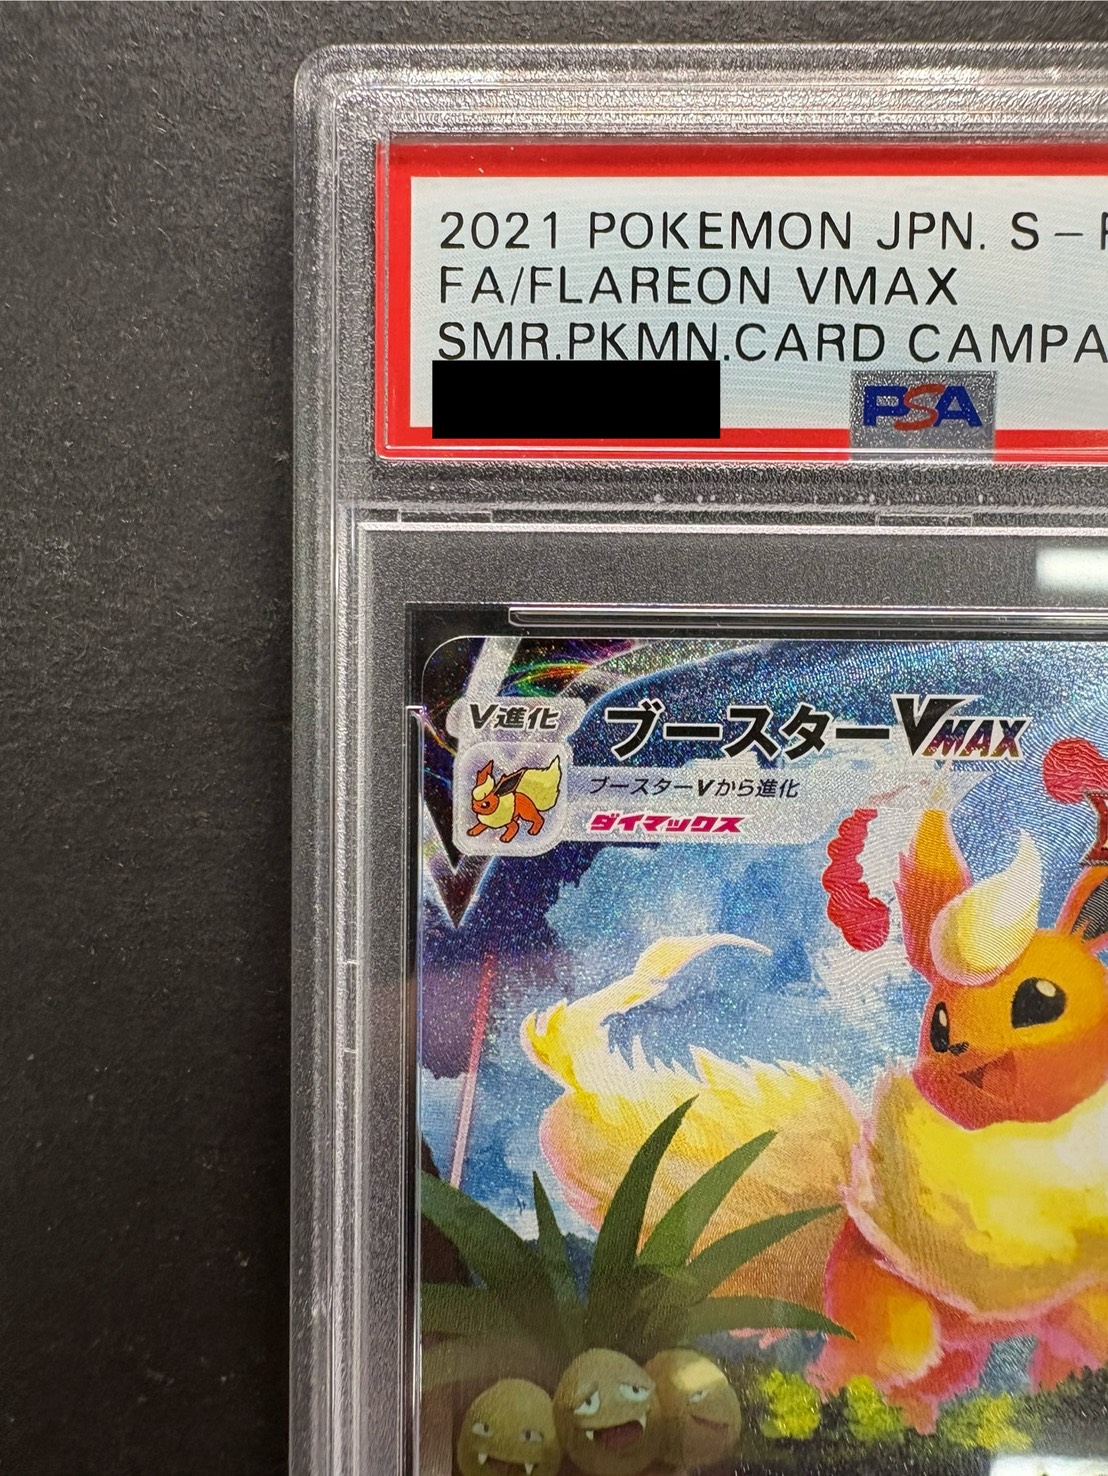 2021 POKEMON JPN. S-P
FA/FLAREON VMAX
SMR.PKMN.CARD CAMPA
PSA
V進化
ブースターVMAX
ブースターVから進化
ダイマックス